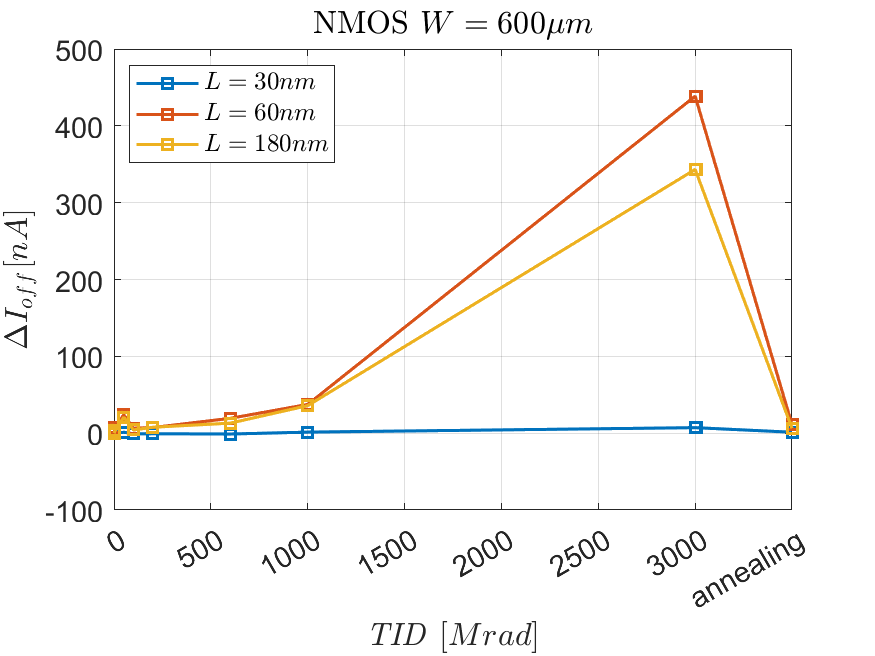 NMOS W = 600μm
500
400
300
200
100
0
-100
L = 30nm
L = 60nm
L = 180nm
ΔI_off[nA]
0
500
1000
1500
2000
2500
3000
annealing
TID [Mrad]